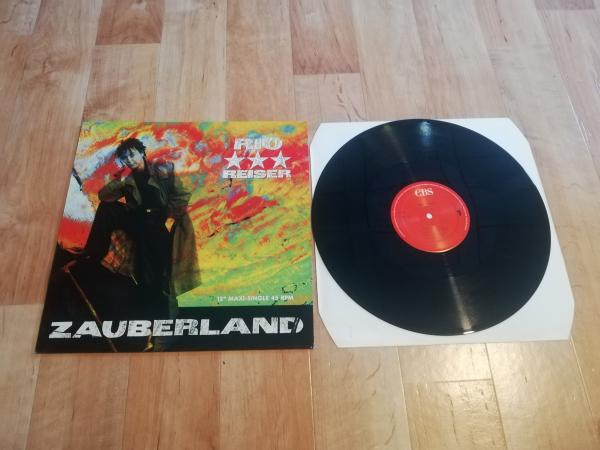 RIO
★★★
REISER
12" MAXI-SINGLE 45 RPM
ZAUBERLAND
CBS